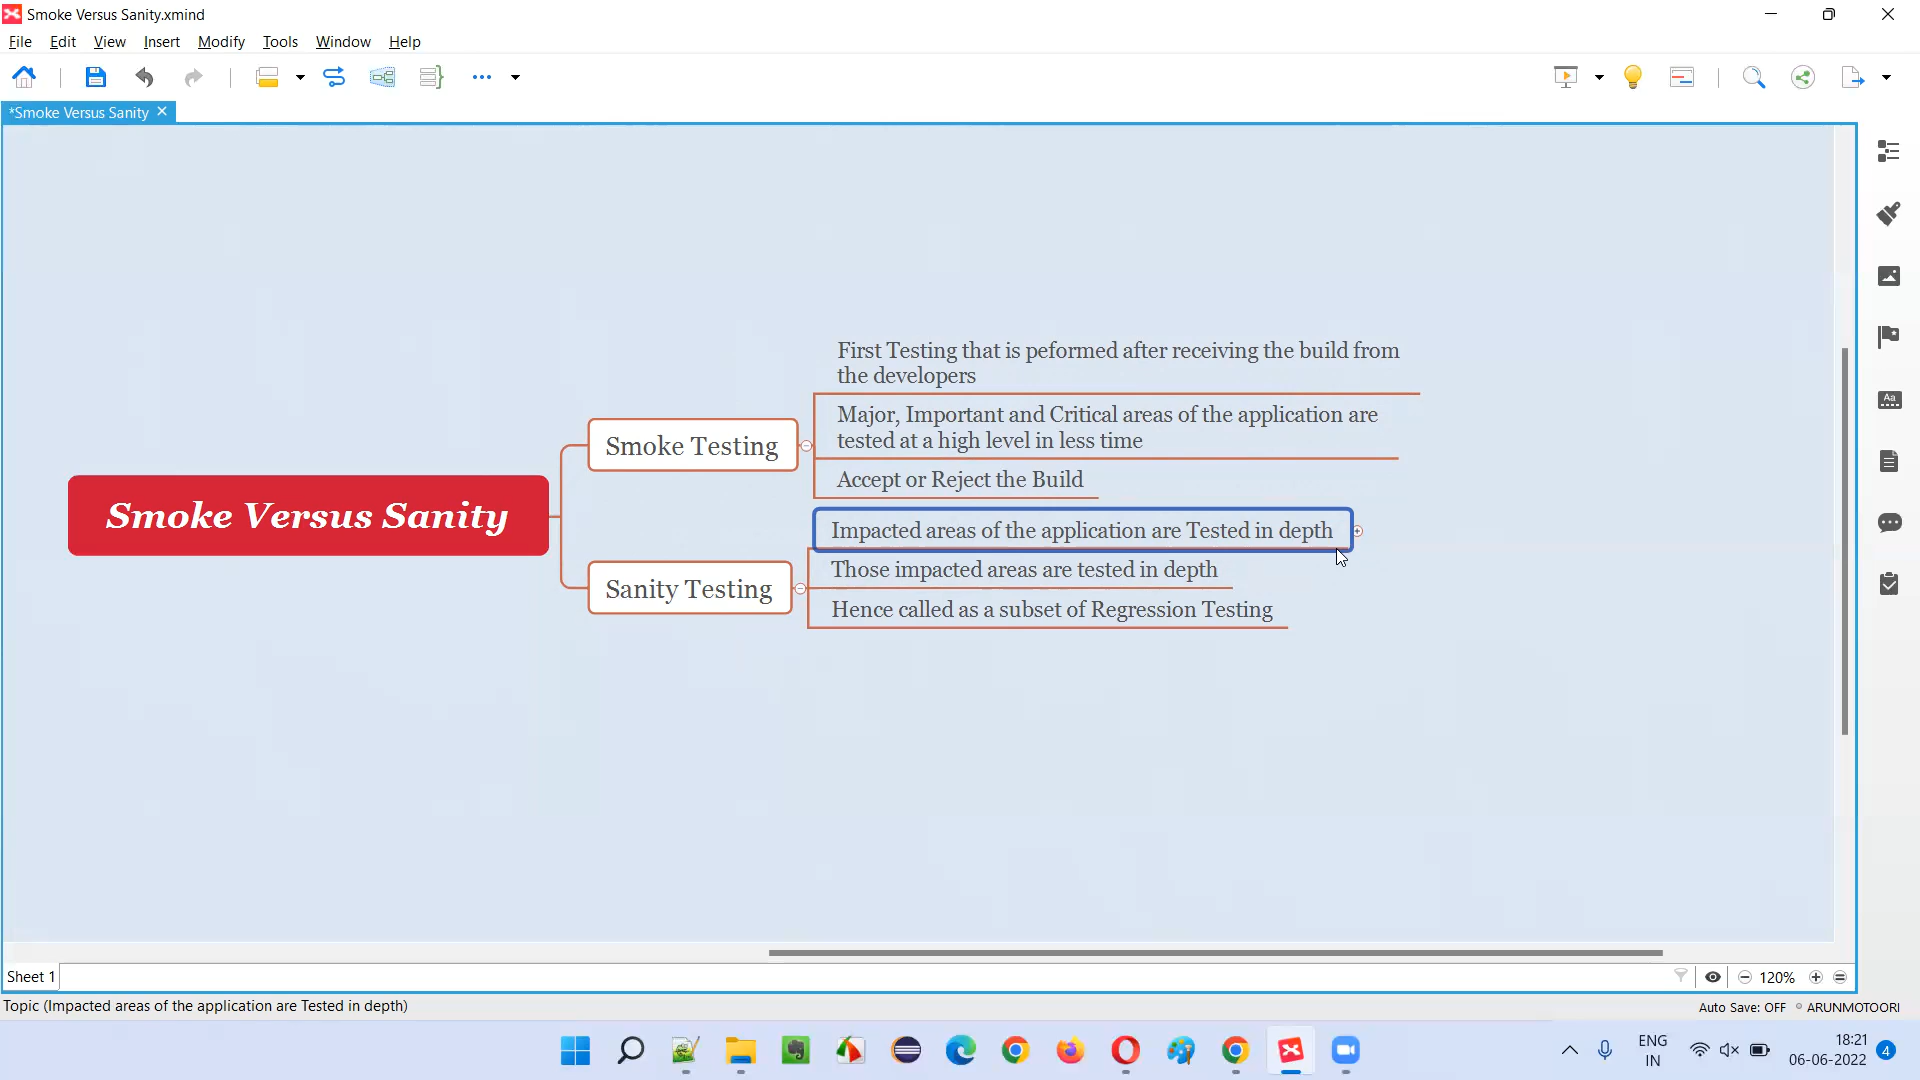 Smoke Versus Sanity.xmind
File Edit View Insert Modify Tools Window Help
*Smoke Versus Sanity
First Testing that is peformed after receiving the build from
the developers
Major, Important and Critical areas of the application are
tested at a high level in less time
Smoke Testing
Accept or Reject the Build
Smoke Versus Sanity
Impacted areas of the application are Tested in depth
Those impacted areas are tested in depth
Sanity Testing
Hence called as a subset of Regression Testing
Aa
Sheet 1
120%
Topic (Impacted areas of the application are Tested in depth)
Auto Save: OFF ARUNMOTOORI
ENG
IN
18:21
06-06-2022
4